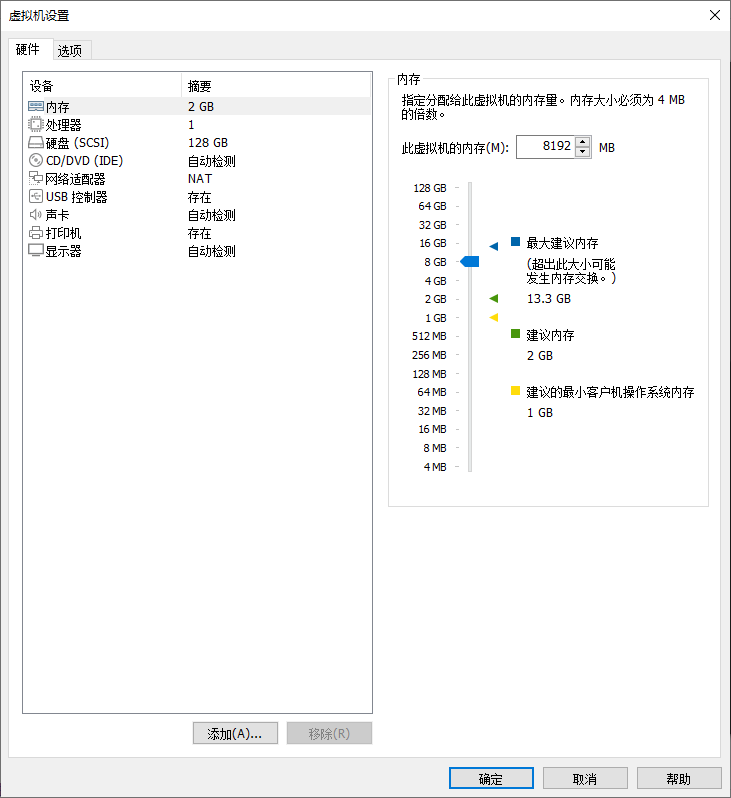 虚拟机设置
硬件 选项
设备 摘要
内存 2 GB
处理器 1
硬盘 (SCSI) 128 GB
CD/DVD (IDE) 自动检测
网络适配器 NAT
USB 控制器 存在
声卡 自动检测
打印机 存在
显示器 自动检测
添加(A)... 移除(R)
内存
指定分配给此虚拟机的内存量。内存大小必须为 4 MB
的倍数。
此虚拟机的内存(M): 8192 MB
128 GB
64 GB
32 GB
16 GB
8 GB
4 GB
2 GB
1 GB
512 MB
256 MB
128 MB
64 MB
32 MB
16 MB
8 MB
4 MB
最大建议内存
(超出此大小可能
发生内存交换。)
13.3 GB
建议内存
2 GB
建议的最小客户机操作系统内存
1 GB
确定 取消 帮助